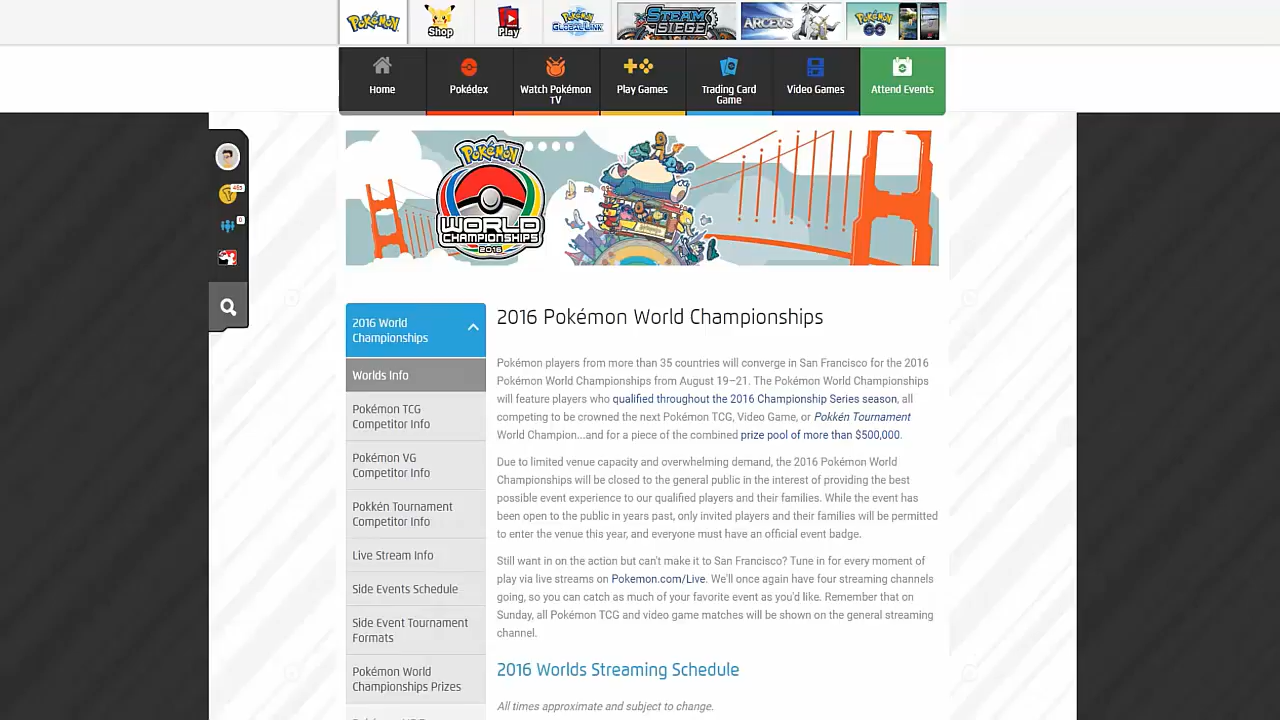 Pokémon
Shop
Play
Pokémon
GLOBAL LINK
STEAM
SIEGE
ARCEUS
Pokémon
GO
Home
Pokédex
Watch Pokémon
TV
Play Games
Trading Card
Game
Video Games
Attend Events
Pokémon
WORLD
CHAMPIONSHIPS
2016
0
2016 World
Championships
Worlds Info
Pokémon TCG
Competitor Info
Pokémon VG
Competitor Info
Pokkén Tournament
Competitor Info
Live Stream Info
Side Events Schedule
Side Event Tournament
Formats
Pokémon World
Championships Prizes
2016 Pokémon World Championships
Pokémon players from more than 35 countries will converge in San Francisco for the 2016
Pokémon World Championships from August 19–21. The Pokémon World Championships
will feature players who qualified throughout the 2016 Championship Series season, all
competing to be crowned the next Pokémon TCG, Video Game, or Pokkén Tournament
World Champion...and for a piece of the combined prize pool of more than $500,000.
Due to limited venue capacity and overwhelming demand, the 2016 Pokémon World
Championships will be closed to the general public in the interest of providing the best
possible event experience to our qualified players and their families. While the event has
been open to the public in years past, only invited players and their families will be permitted
to enter the venue this year, and everyone must have an official event badge.
Still want in on the action but can't make it to San Francisco? Tune in for every moment of
play via live streams on Pokemon.com/Live. We'll once again have four streaming channels
going, so you can catch as much of your favorite event as you'd like. Remember that on
Sunday, all Pokémon TCG and video game matches will be shown on the general streaming
channel.
2016 Worlds Streaming Schedule
All times approximate and subject to change.